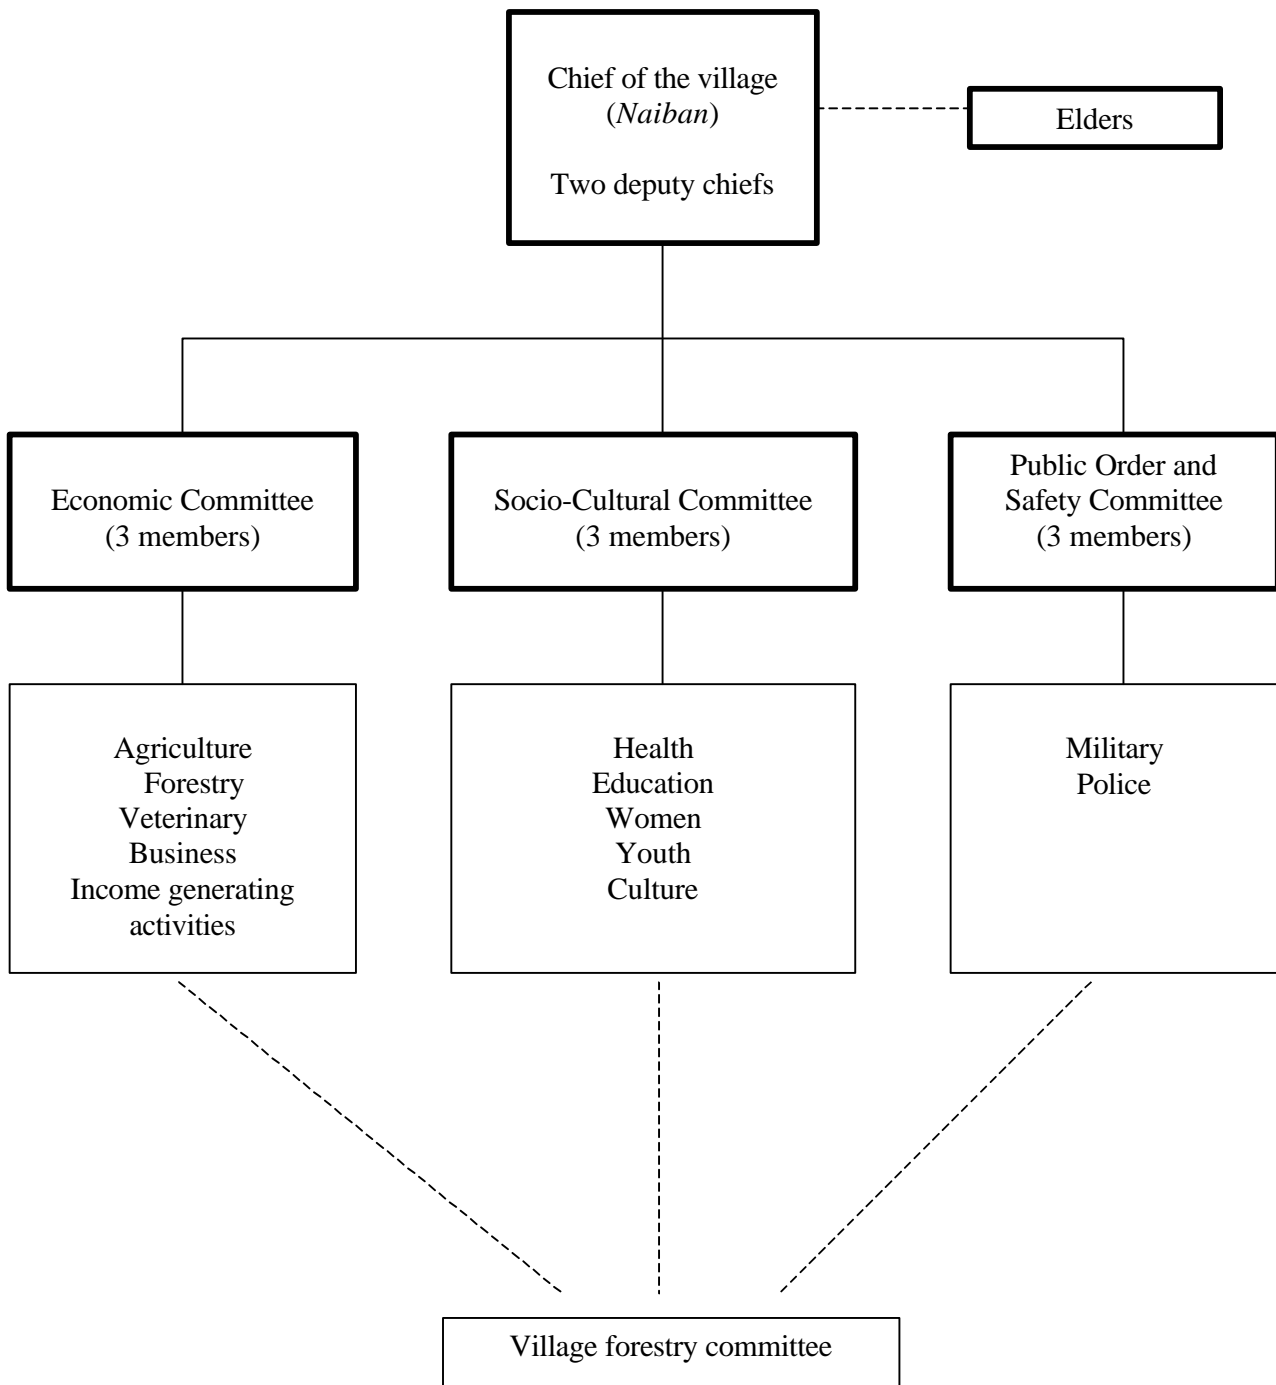 Chief of the village
(Naiban)
Two deputy chiefs
Elders
Economic Committee
(3 members)
Socio-Cultural Committee
(3 members)
Public Order and
Safety Committee
(3 members)
Agriculture
Forestry
Veterinary
Business
Income generating
activities
Health
Education
Women
Youth
Culture
Military
Police
Village forestry committee